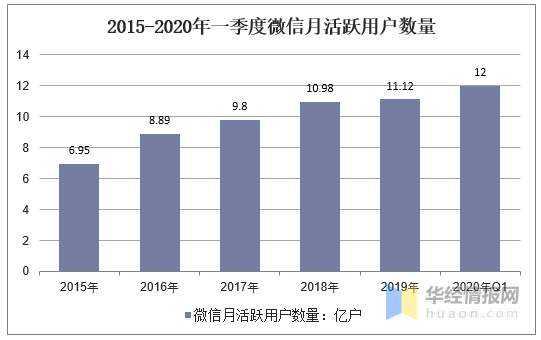 2015-2020年一季度微信月活跃用户数量
14
12
10
8
6
4
2
0
6.95
8.89
9.8
10.98
11.12
12
2015年
2016年
2017年
2018年
2019年
2020年Q1
微信月活跃用户数量：亿户
华经情报网
huaon.com